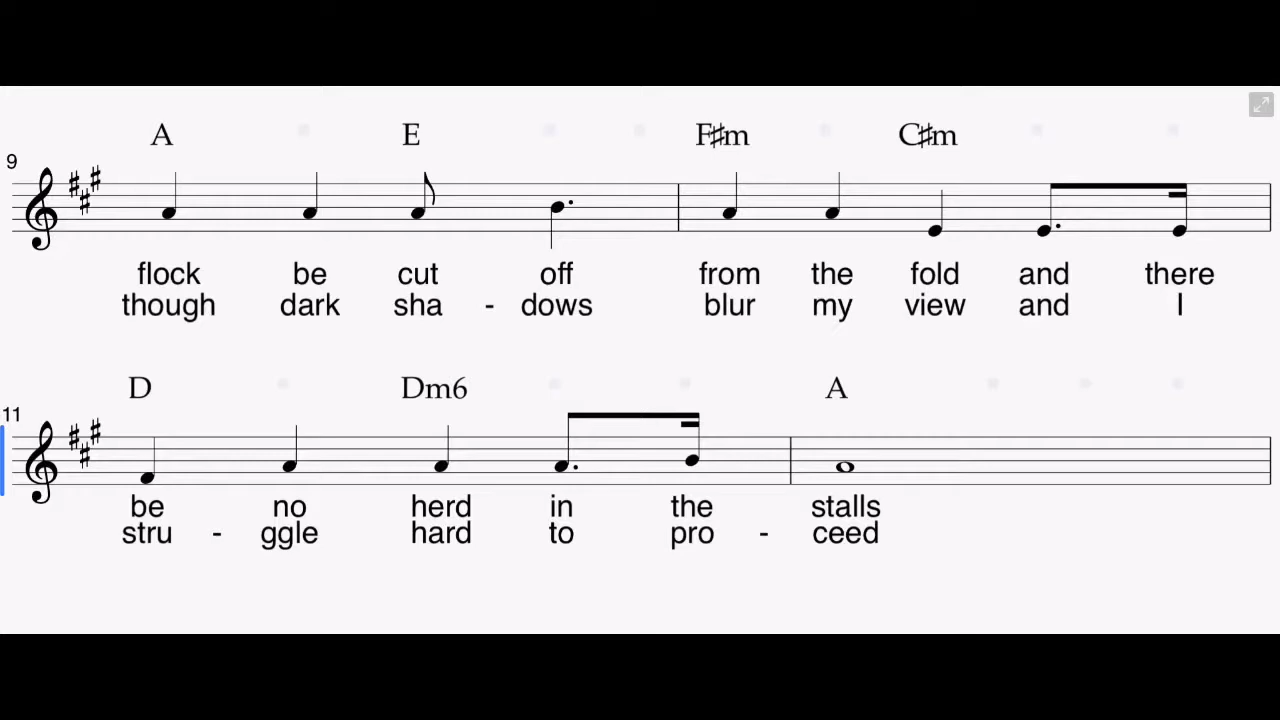 A E F♯m C♯m
9
flock be cut off from the fold and there
though dark sha - dows blur my view and I
D Dm6 A
11
be no herd in the stalls
stru - ggle hard to pro - ceed